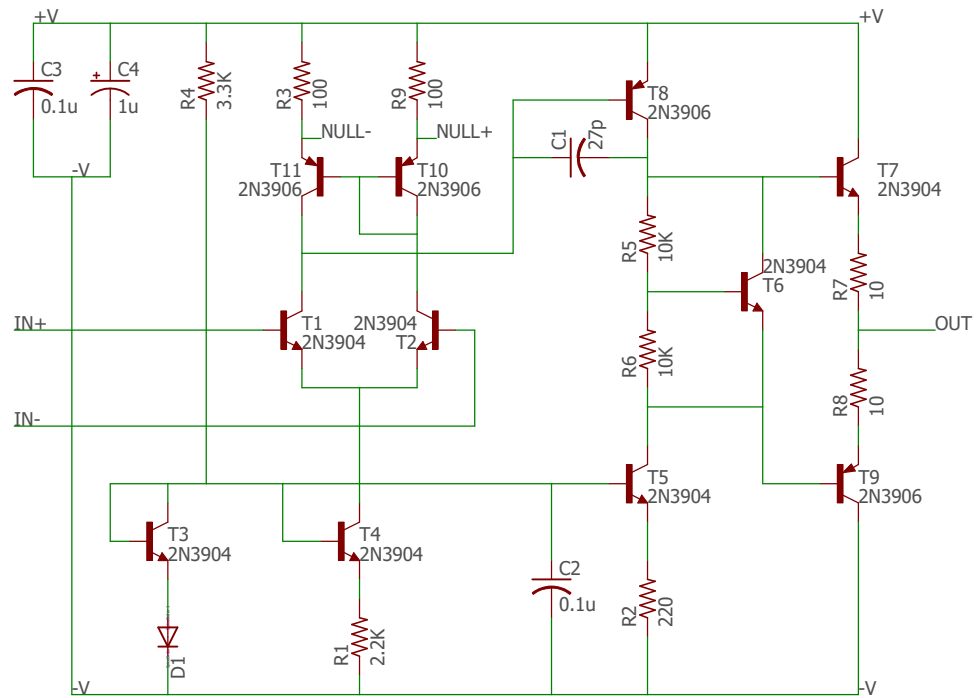 +V
+V
C3
0.1u
C4
1u
R4
3.3K
R3
100
R9
100
NULL-
NULL+
T11
2N3906
T10
2N3906
C1
27p
T8
2N3906
T7
2N3904
R5
10K
2N3904
T6
R7
10
-V
IN+
T1
2N3904
2N3904
T2
R6
10K
OUT
R8
10
IN-
T5
2N3904
T9
2N3906
T3
2N3904
T4
2N3904
C2
0.1u
R2
220
D1
R1
2.2K
-V
-V